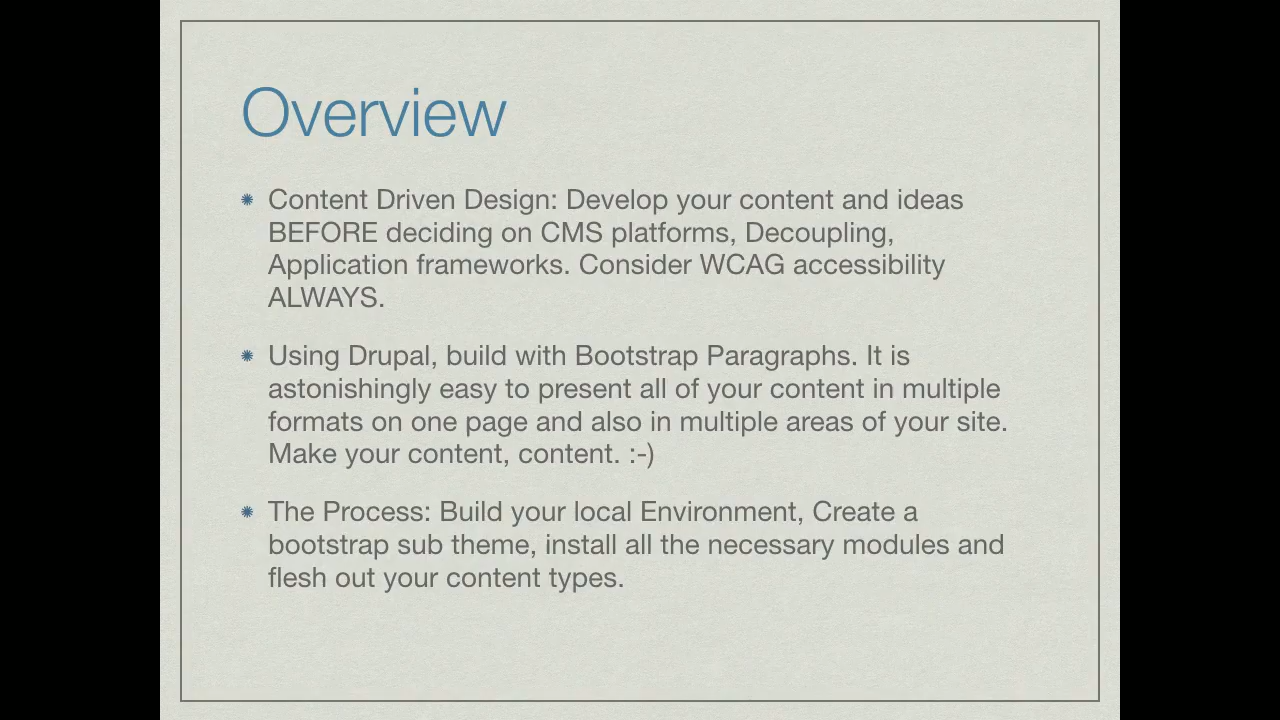 Overview
Content Driven Design: Develop your content and ideas
BEFORE deciding on CMS platforms, Decoupling,
Application frameworks. Consider WCAG accessibility
ALWAYS.
Using Drupal, build with Bootstrap Paragraphs. It is
astonishingly easy to present all of your content in multiple
formats on one page and also in multiple areas of your site.
Make your content, content. :-)
The Process: Build your local Environment, Create a
bootstrap sub theme, install all the necessary modules and
flesh out your content types.